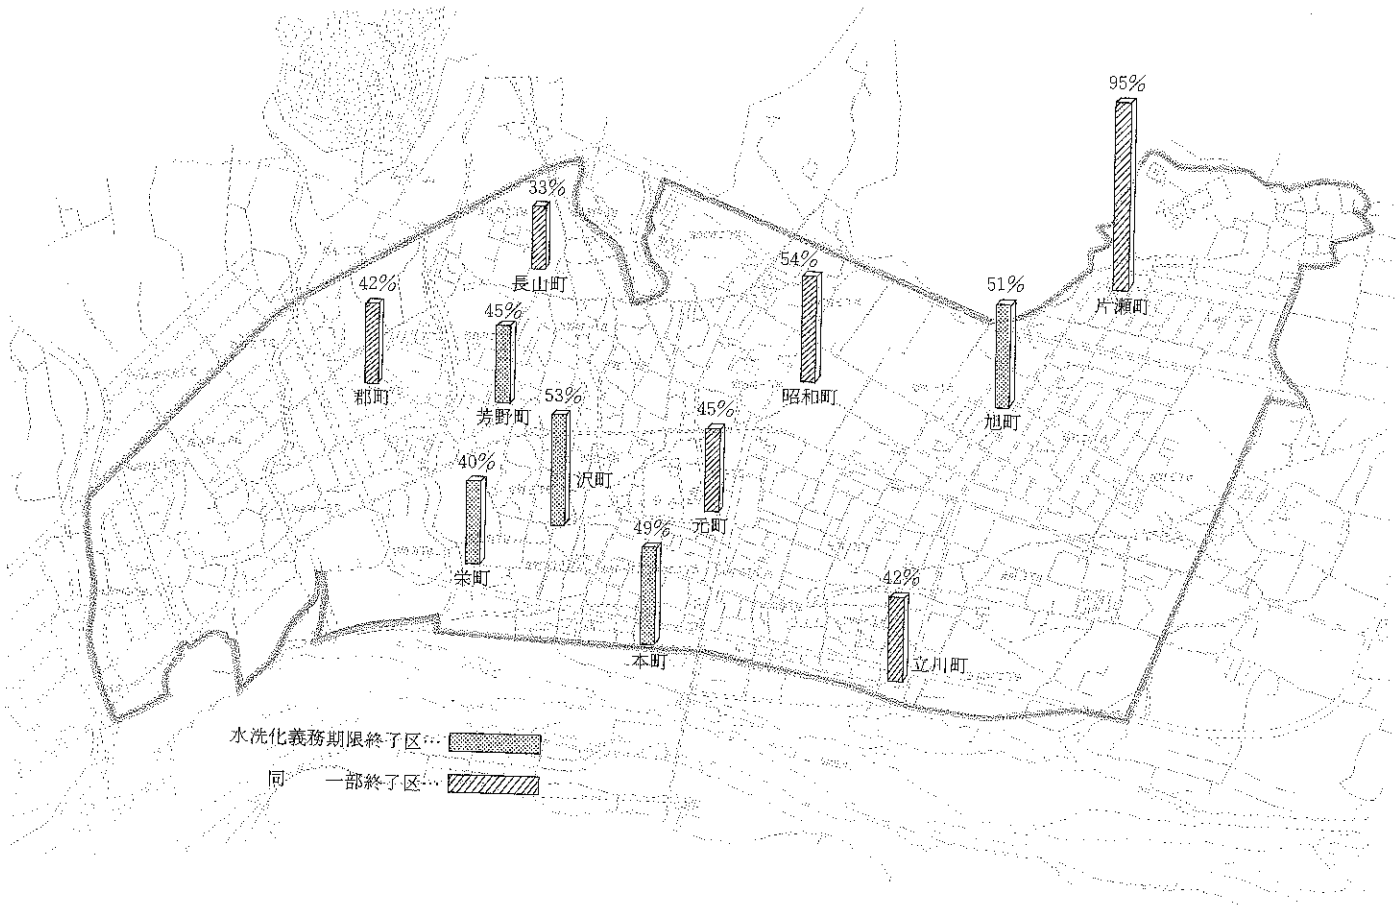 95%
片瀬町
33%
長山町
42%
郡町
45%
芳野町
54%
昭和町
51%
旭町
53%
沢町
45%
元町
40%
栄町
49%
本町
42%
立川町
水洗化義務期限終了区…
同 一部終了区…